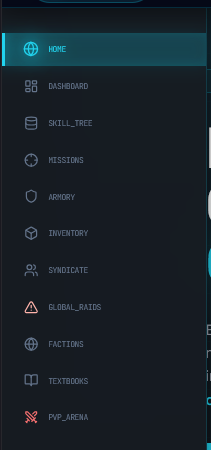 HOME
DASHBOARD
SKILL_TREE
MISSIONS
ARMORY
INVENTORY
SYNDICATE
GLOBAL_RAIDS
FACTIONS
TEXTBOOKS
PVP_ARENA